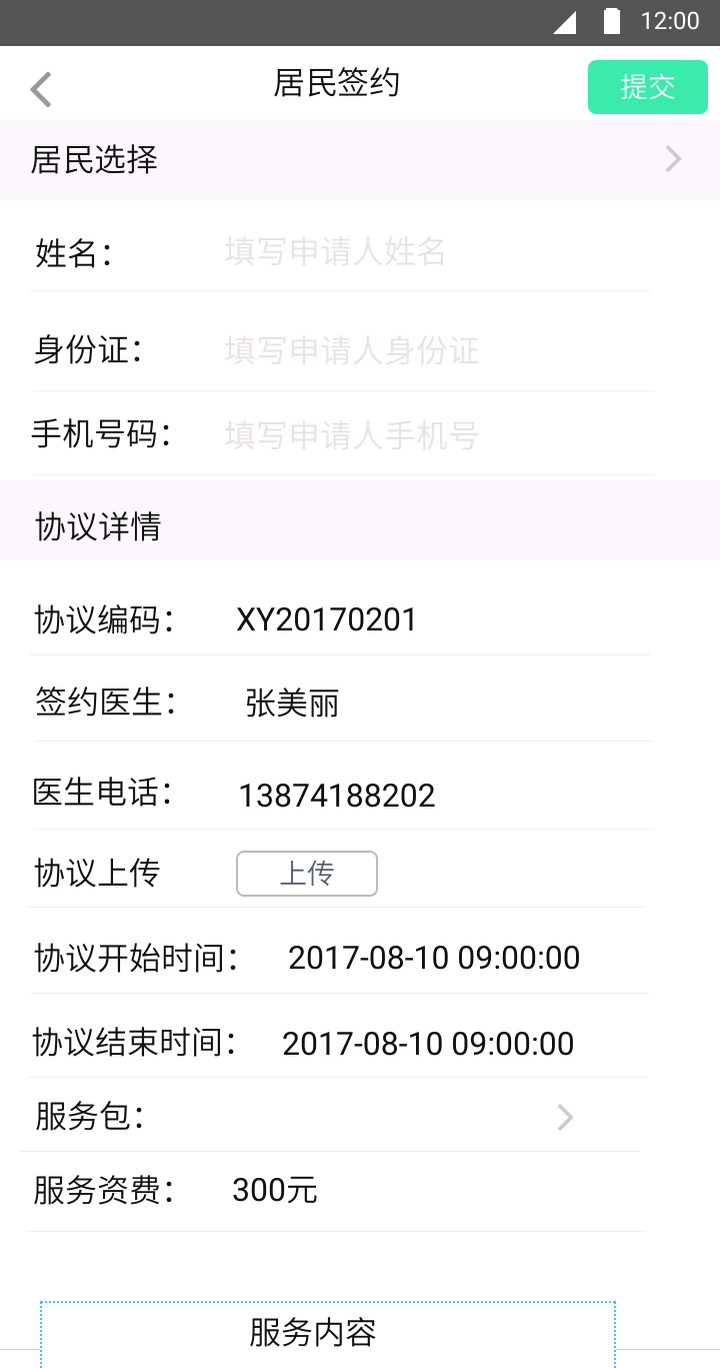 12:00
居民签约 提交
居民选择
姓名： 填写申请人姓名
身份证： 填写申请人身份证
手机号码： 填写申请人手机号
协议详情
协议编码： XY20170201
签约医生： 张美丽
医生电话： 13874188202
协议上传 上传
协议开始时间： 2017-08-10 09:00:00
协议结束时间： 2017-08-10 09:00:00
服务包：
服务资费： 300元
服务内容